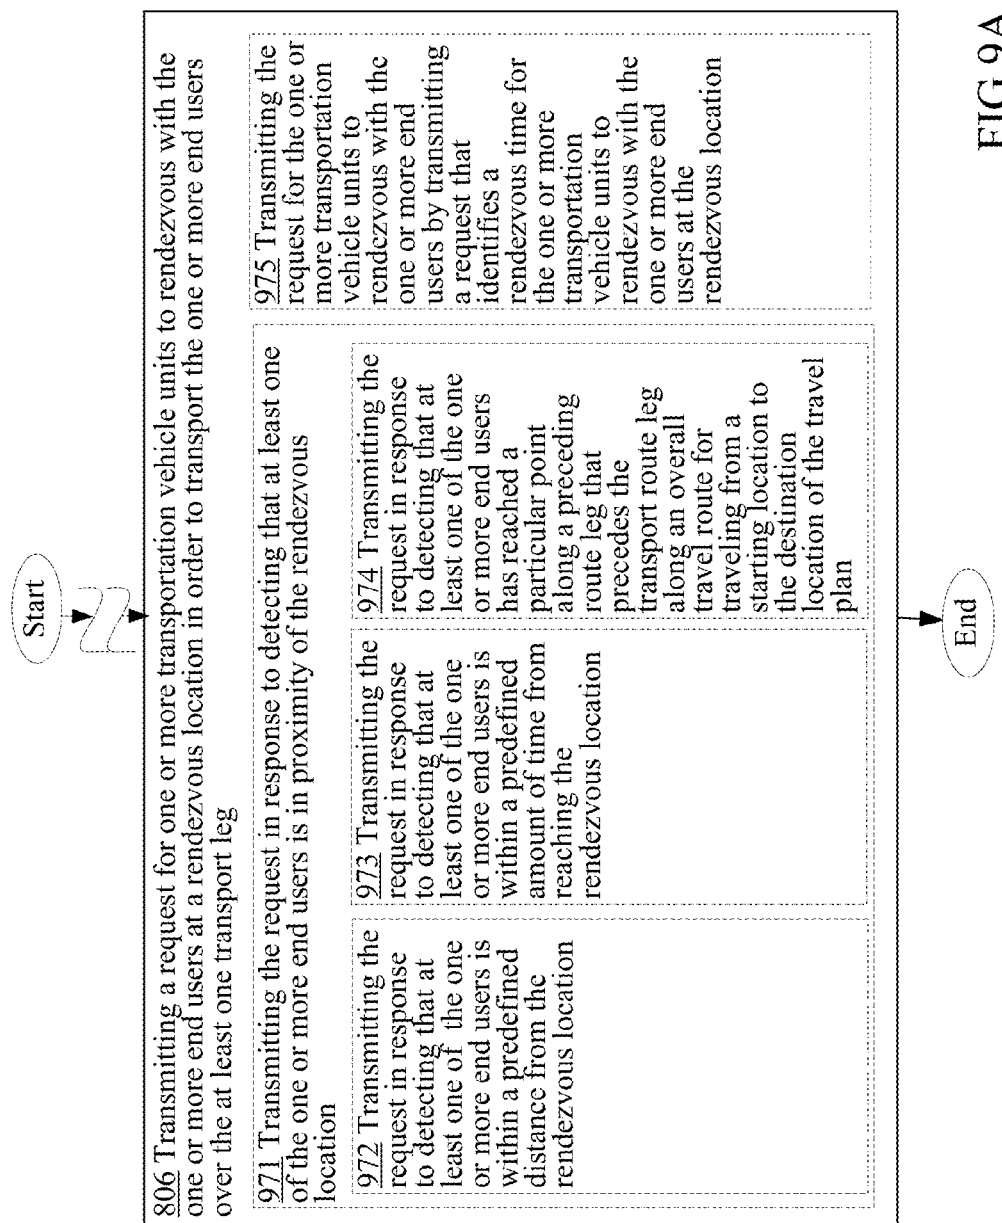 Start
806 Transmitting a request for one or more transportation vehicle units to rendezvous with the
one or more end users at a rendezvous location in order to transport the one or more end users
over the at least one transport leg
971 Transmitting the request in response to detecting that at least one
of the one or more end users is in proximity of the rendezvous
location
972 Transmitting the
request in response
to detecting that at
least one of the one
or more end users is
within a predefined
distance from the
rendezvous location
973 Transmitting the
request in response
to detecting that at
least one of the one
or more end users is
within a predefined
amount of time from
reaching the
rendezvous location
974 Transmitting the
request in response
to detecting that at
least one of the one
or more end users
has reached a
particular point
along a preceding
route leg that
precedes the
transport route leg
along an overall
travel route for
traveling from a
starting location to
the destination
location of the travel
plan
975 Transmitting the
request for the one or
more transportation
vehicle units to
rendezvous with the
one or more end
users by transmitting
a request that
identifies a
rendezvous time for
the one or more
transportation
vehicle units to
rendezvous with the
one or more end
users at the
rendezvous location
End
FIG 9A